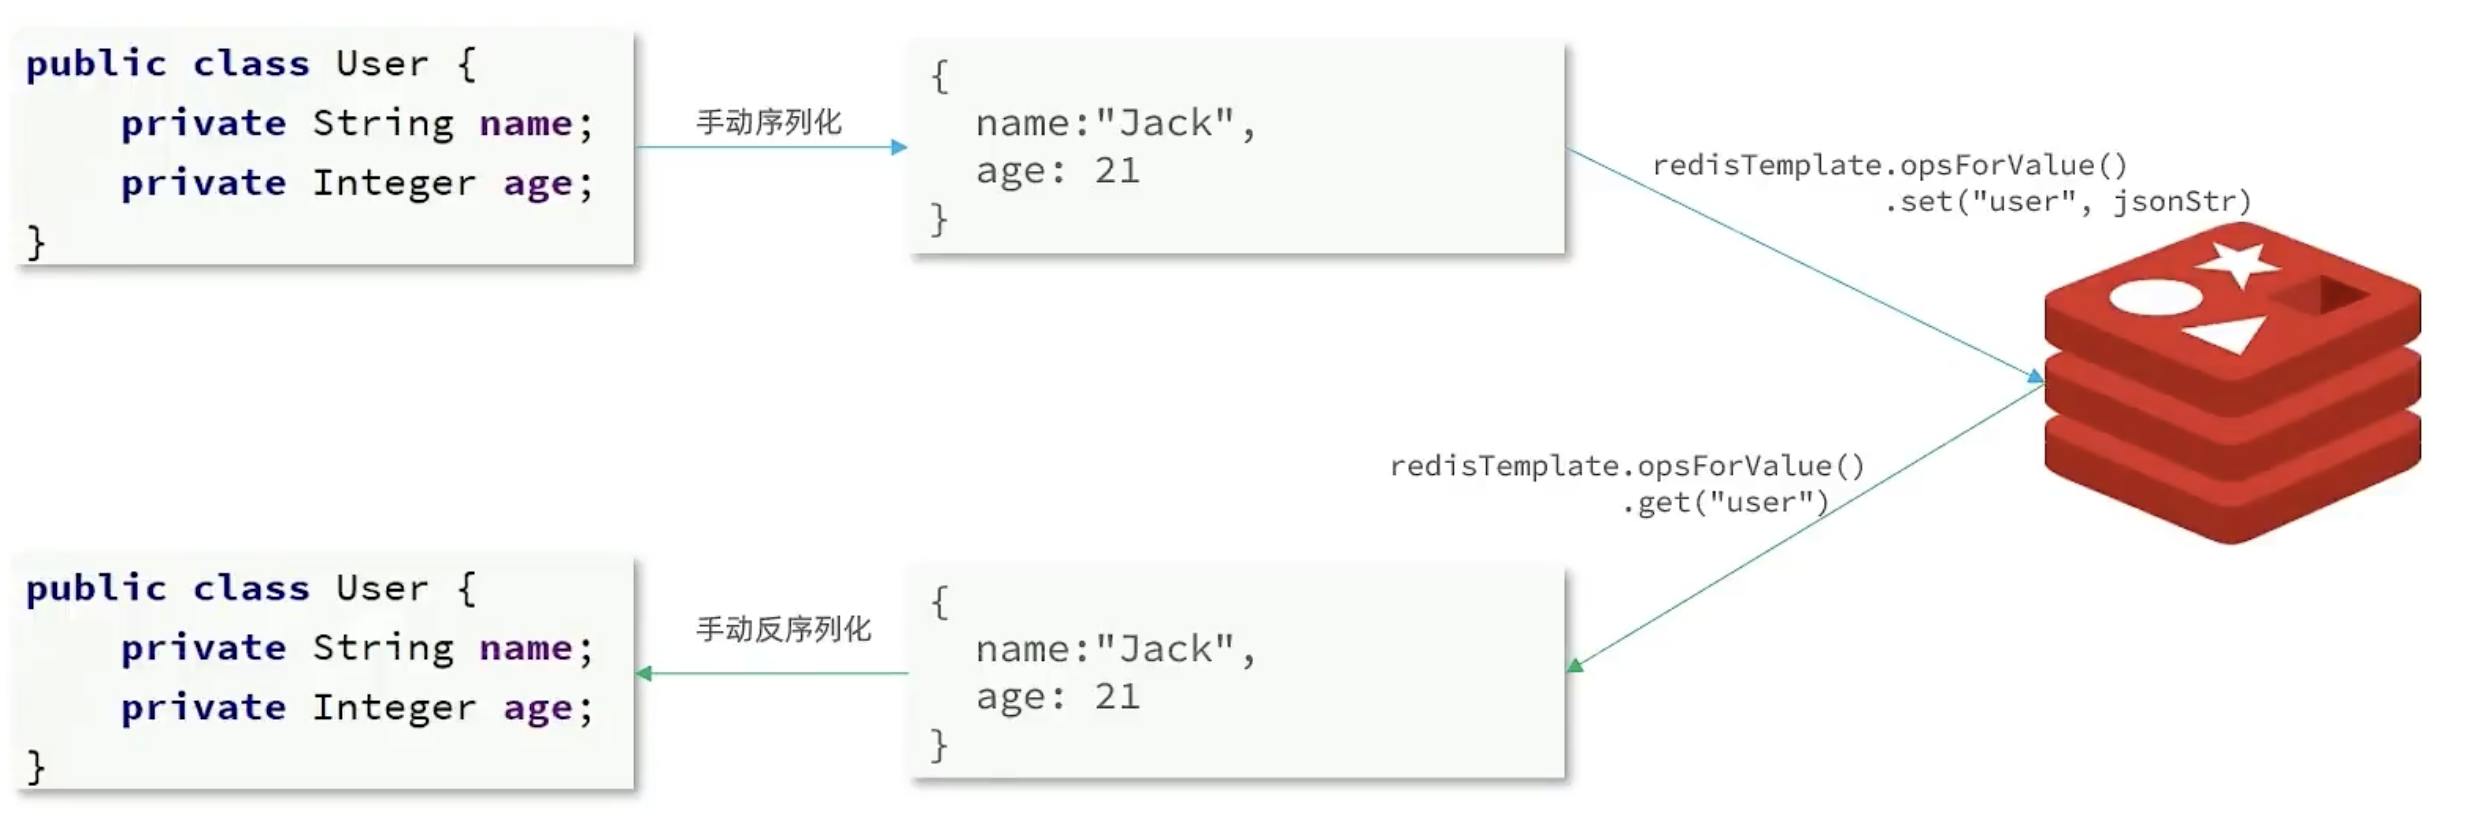 public class User {
    private String name;
    private Integer age;
}
手动序列化
{
  name:"Jack",
  age: 21
}
redisTemplate.opsForValue()
.set("user", jsonStr)
redisTemplate.opsForValue()
.get("user")
public class User {
    private String name;
    private Integer age;
}
手动反序列化
{
  name:"Jack",
  age: 21
}